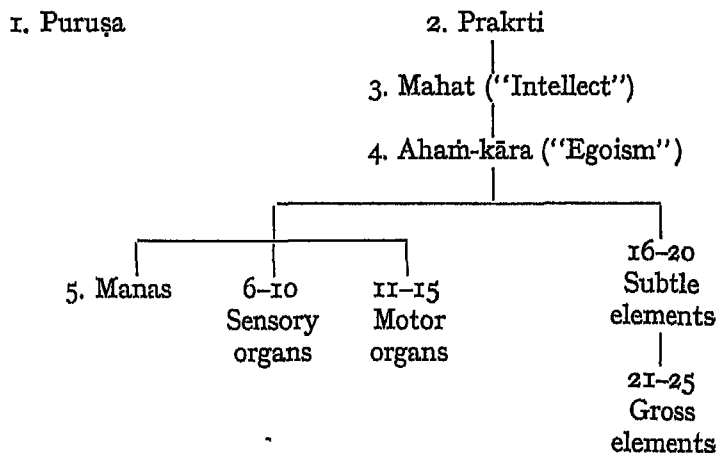 1. Puruṣa 2. Prakrti
3. Mahat (“Intellect”)
4. Ahaṁ-kāra (“Egoism”)
5. Manas 6–10 11–15 16–20
Sensory Motor Subtle
organs organs elements
21–25
Gross
elements